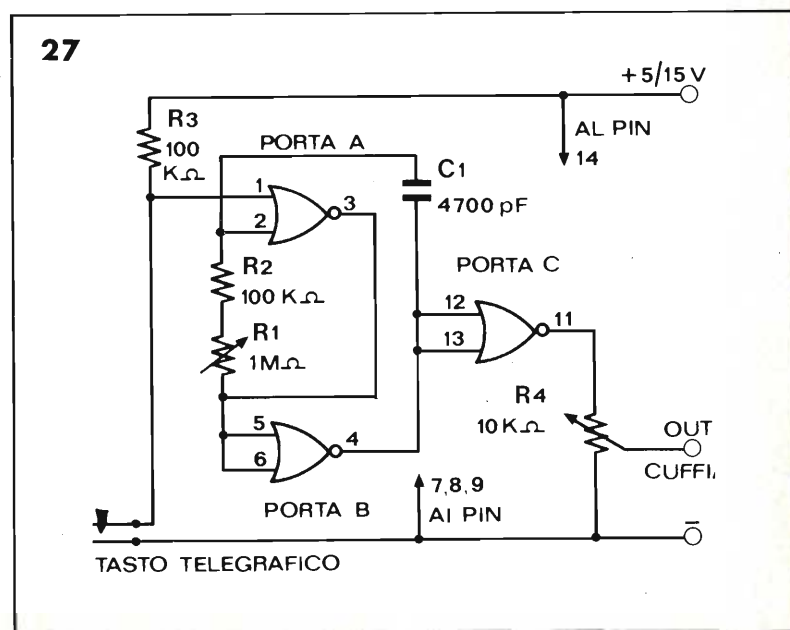 27
+5/15 V
R3
100
KΩ
PORTA A
AL PIN
14
C1
4700 pF
1
2
3
R2
100 KΩ
PORTA C
12
13
11
R1
1MΩ
R4
10 KΩ
OUT
CUFFI
5
6
4
7,8,9
AI PIN
PORTA B
–
TASTO TELEGRAFICO